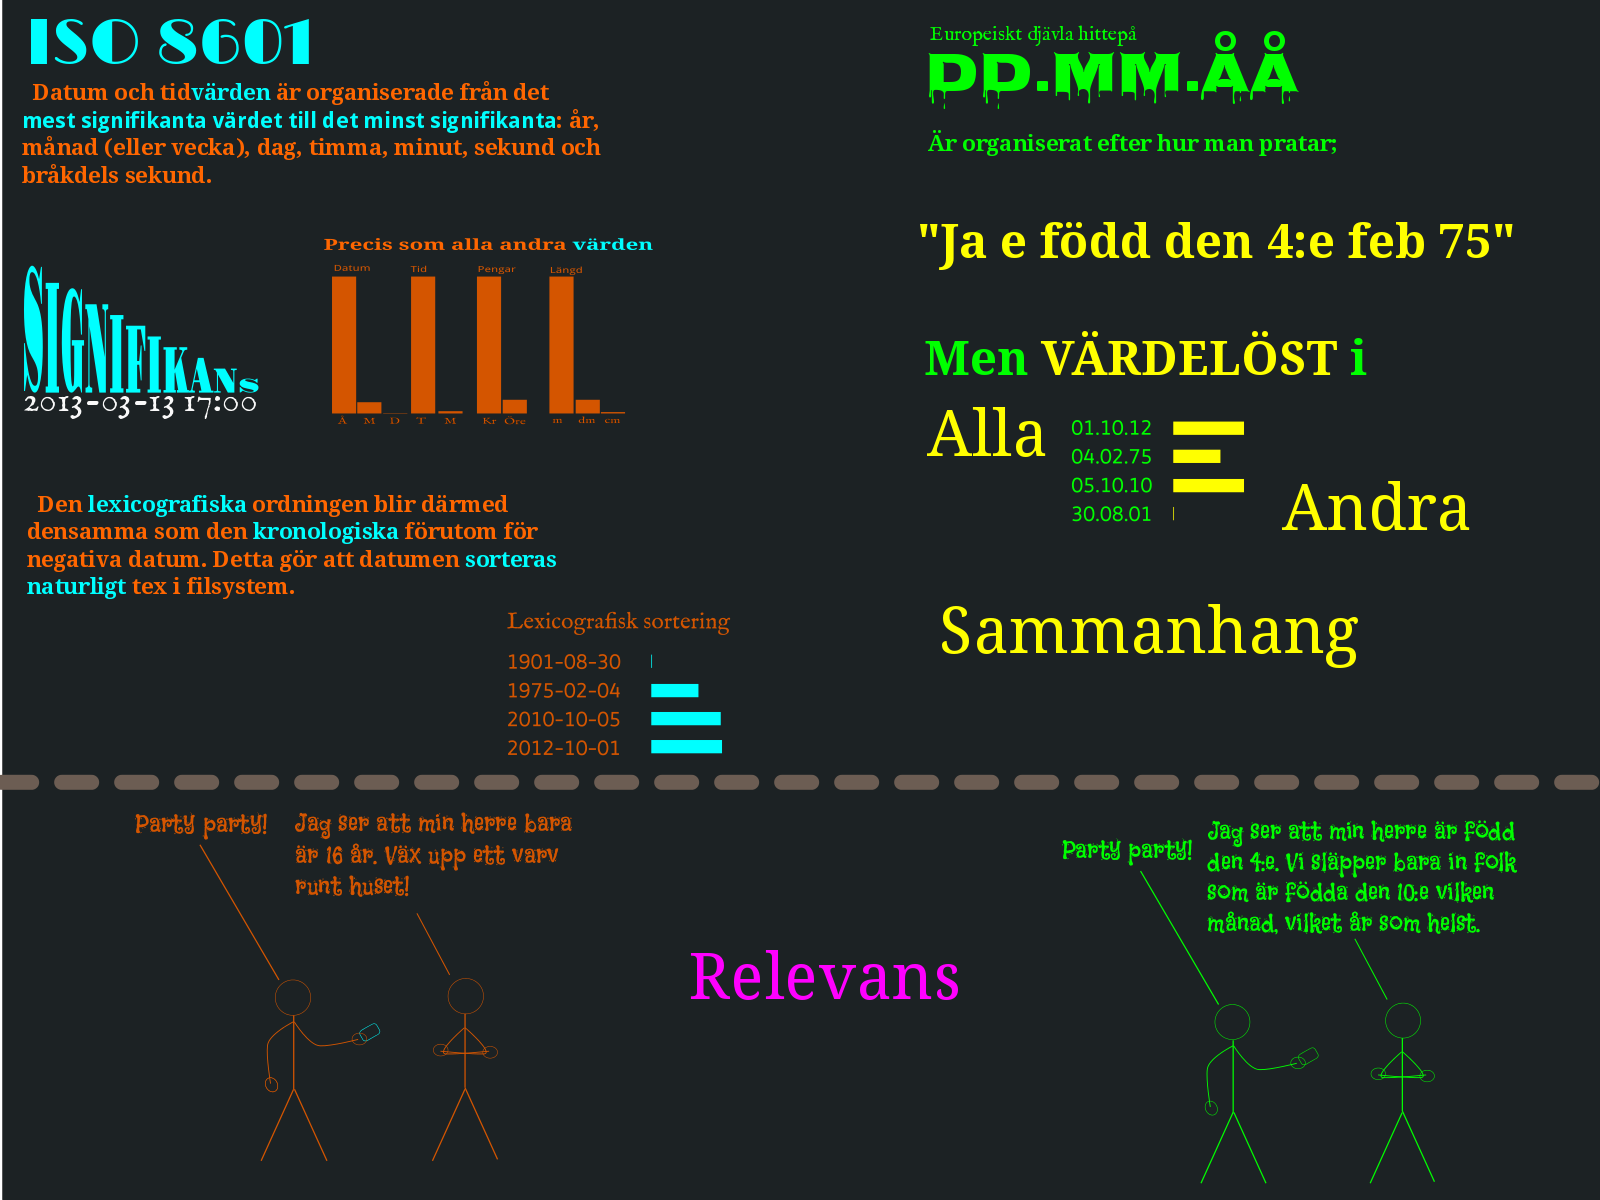 ISO 8601
Datum och tidvärden är organiserade från det
mest signifikanta värdet till det minst signifikanta: år,
månad (eller vecka), dag, timma, minut, sekund och
bråkdels sekund.
SIGNIFIKANS
2013-03-13 17:00
Precis som alla andra värden
Datum Tid Pengar Längd
Å M D T M Kr Öre m dm cm
Den lexicografiska ordningen blir därmed
densamma som den kronologiska förutom för
negativa datum. Detta gör att datumen sorteras
naturligt tex i filsystem.
Lexicografisk sortering
1901-08-30
1975-02-04
2010-10-05
2012-10-01
Europeiskt djävla hittepå
DD.MM.ÅÅ
Är organiserat efter hur man pratar;
"Ja e född den 4:e feb 75"
Men VÄRDELÖST i
Alla
01.10.12
04.02.75
05.10.10
30.08.01
Andra
Sammanhang
Party party!
Jag ser att min herre bara
är 16 år. Väx upp ett varv
runt huset!
Relevans
Party party!
Jag ser att min herre är född
den 4:e. Vi släpper bara in folk
som är födda den 10:e vilken
månad, vilket år som helst.